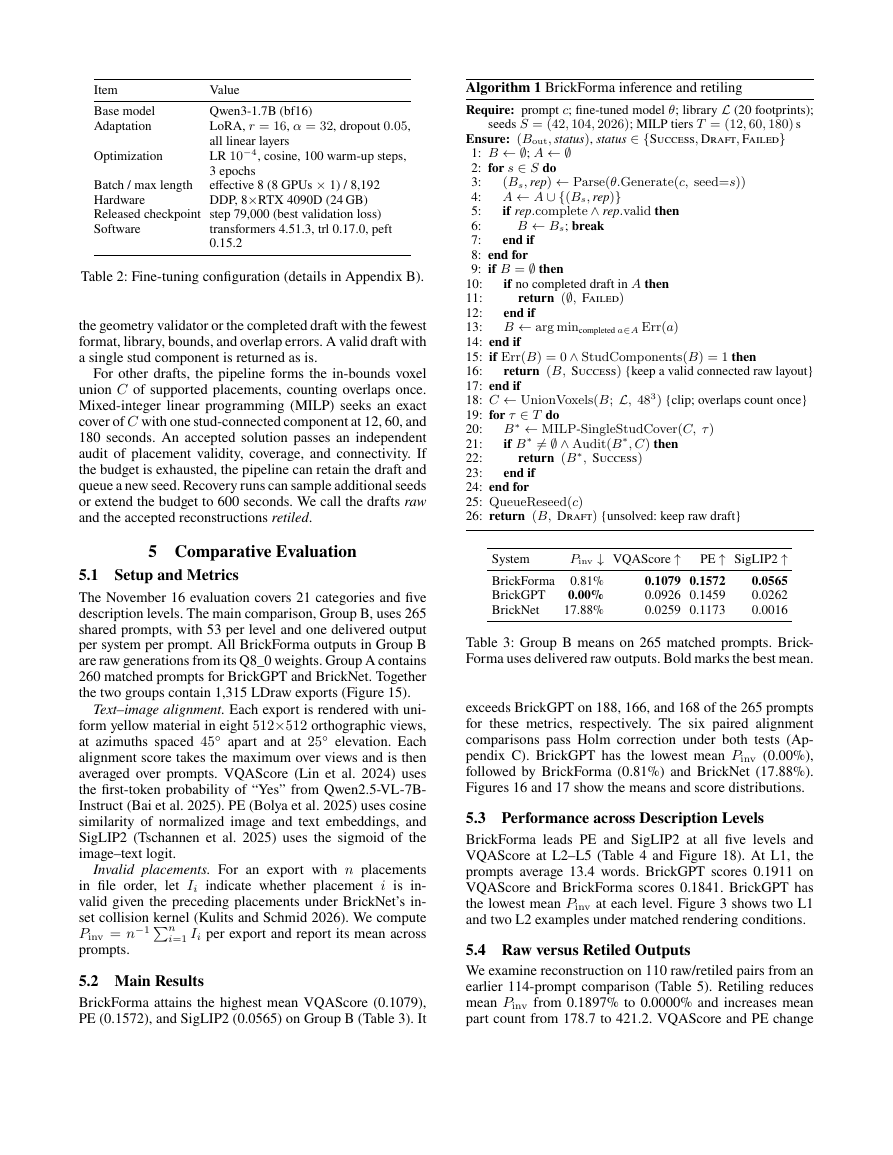 Item Value
Base model Qwen3-1.7B (bf16)
Adaptation LoRA, r = 16, α = 32, dropout 0.05,
all linear layers
Optimization LR 10⁻⁴, cosine, 100 warm-up steps,
3 epochs
Batch / max length effective 8 (8 GPUs × 1) / 8,192
Hardware DDP, 8×RTX 4090D (24 GB)
Released checkpoint step 79,000 (best validation loss)
Software transformers 4.51.3, trl 0.17.0, peft
0.15.2
Table 2: Fine-tuning configuration (details in Appendix B).
the geometry validator or the completed draft with the fewest
format, library, bounds, and overlap errors. A valid draft with
a single stud component is returned as is.
For other drafts, the pipeline forms the in-bounds voxel
union C of supported placements, counting overlaps once.
Mixed-integer linear programming (MILP) seeks an exact
cover of C with one stud-connected component at 12, 60, and
180 seconds. An accepted solution passes an independent
audit of placement validity, coverage, and connectivity. If
the budget is exhausted, the pipeline can retain the draft and
queue a new seed. Recovery runs can sample additional seeds
or extend the budget to 600 seconds. We call the drafts raw
and the accepted reconstructions retiled.
5 Comparative Evaluation
5.1 Setup and Metrics
The November 16 evaluation covers 21 categories and five
description levels. The main comparison, Group B, uses 265
shared prompts, with 53 per level and one delivered output
per system per prompt. All BrickForma outputs in Group B
are raw generations from its Q8_0 weights. Group A contains
260 matched prompts for BrickGPT and BrickNet. Together
the two groups contain 1,315 LDraw exports (Figure 15).
Text–image alignment. Each export is rendered with uni-
form yellow material in eight 512×512 orthographic views,
at azimuths spaced 45° apart and at 25° elevation. Each
alignment score takes the maximum over views and is then
averaged over prompts. VQAScore (Lin et al. 2024) uses
the first-token probability of “Yes” from Qwen2.5-VL-7B-
Instruct (Bai et al. 2025). PE (Bolya et al. 2025) uses cosine
similarity of normalized image and text embeddings, and
SigLIP2 (Tschannen et al. 2025) uses the sigmoid of the
image–text logit.
Invalid placements. For an export with n placements
in file order, let Iᵢ indicate whether placement i is in-
valid given the preceding placements under BrickNet’s in-
set collision kernel (Kulits and Schmid 2026). We compute
P_inv = n⁻¹ ∑ⁿᵢ₌₁ Iᵢ per export and report its mean across
prompts.
5.2 Main Results
BrickForma attains the highest mean VQAScore (0.1079),
PE (0.1572), and SigLIP2 (0.0565) on Group B (Table 3). It
Algorithm 1 BrickForma inference and retiling
Require: prompt c; fine-tuned model θ; library ℒ (20 footprints);
seeds S = (42, 104, 2026); MILP tiers T = (12, 60, 180) s
Ensure: (B_out, status), status ∈ {SUCCESS, DRAFT, FAILED}
1: B ← ∅; A ← ∅
2: for s ∈ S do
3: (B_s, rep) ← Parse(θ.Generate(c, seed=s))
4: A ← A ∪ {(B_s, rep)}
5: if rep.complete ∧ rep.valid then
6: B ← B_s; break
7: end if
8: end for
9: if B = ∅ then
10: if no completed draft in A then
11: return (∅, FAILED)
12: end if
13: B ← arg min_completed a∈A Err(a)
14: end if
15: if Err(B) = 0 ∧ StudComponents(B) = 1 then
16: return (B, SUCCESS) {keep a valid connected raw layout}
17: end if
18: C ← UnionVoxels(B; ℒ, 48³) {clip; overlaps count once}
19: for τ ∈ T do
20: B* ← MILP-SingleStudCover(C, τ)
21: if B* ≠ ∅ ∧ Audit(B*, C) then
22: return (B*, SUCCESS)
23: end if
24: end for
25: QueueReseed(c)
26: return (B, DRAFT) {unsolved: keep raw draft}
System P_inv ↓ VQAScore ↑ PE ↑ SigLIP2 ↑
BrickForma 0.81% 0.1079 0.1572 0.0565
BrickGPT 0.00% 0.0926 0.1459 0.0262
BrickNet 17.88% 0.0259 0.1173 0.0016
Table 3: Group B means on 265 matched prompts. Brick-
Forma uses delivered raw outputs. Bold marks the best mean.
exceeds BrickGPT on 188, 166, and 168 of the 265 prompts
for these metrics, respectively. The six paired alignment
comparisons pass Holm correction under both tests (Ap-
pendix C). BrickGPT has the lowest mean P_inv (0.00%),
followed by BrickForma (0.81%) and BrickNet (17.88%).
Figures 16 and 17 show the means and score distributions.
5.3 Performance across Description Levels
BrickForma leads PE and SigLIP2 at all five levels and
VQAScore at L2–L5 (Table 4 and Figure 18). At L1, the
prompts average 13.4 words. BrickGPT scores 0.1911 on
VQAScore and BrickForma scores 0.1841. BrickGPT has
the lowest mean P_inv at each level. Figure 3 shows two L1
and two L2 examples under matched rendering conditions.
5.4 Raw versus Retiled Outputs
We examine reconstruction on 110 raw/retiled pairs from an
earlier 114-prompt comparison (Table 5). Retiling reduces
mean P_inv from 0.1897% to 0.0000% and increases mean
part count from 178.7 to 421.2. VQAScore and PE change